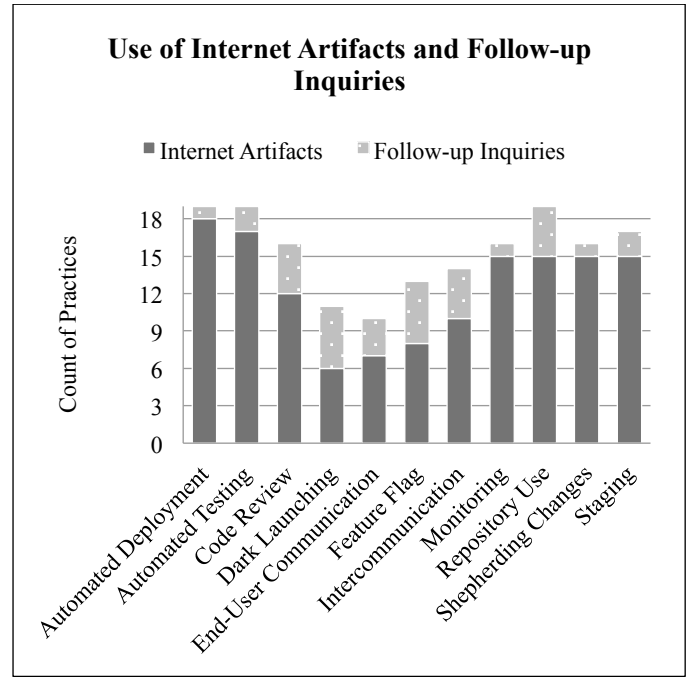 Use of Internet Artifacts and Follow-up
Inquiries
Internet Artifacts
Follow-up Inquiries
Count of Practices
18
15
12
9
6
3
0
Automated Deployment
Automated Testing
Code Review
Dark Launching
End-User Communication
Feature Flag
Intercommunication
Monitoring
Repository Use
Shepherding Changes
Staging